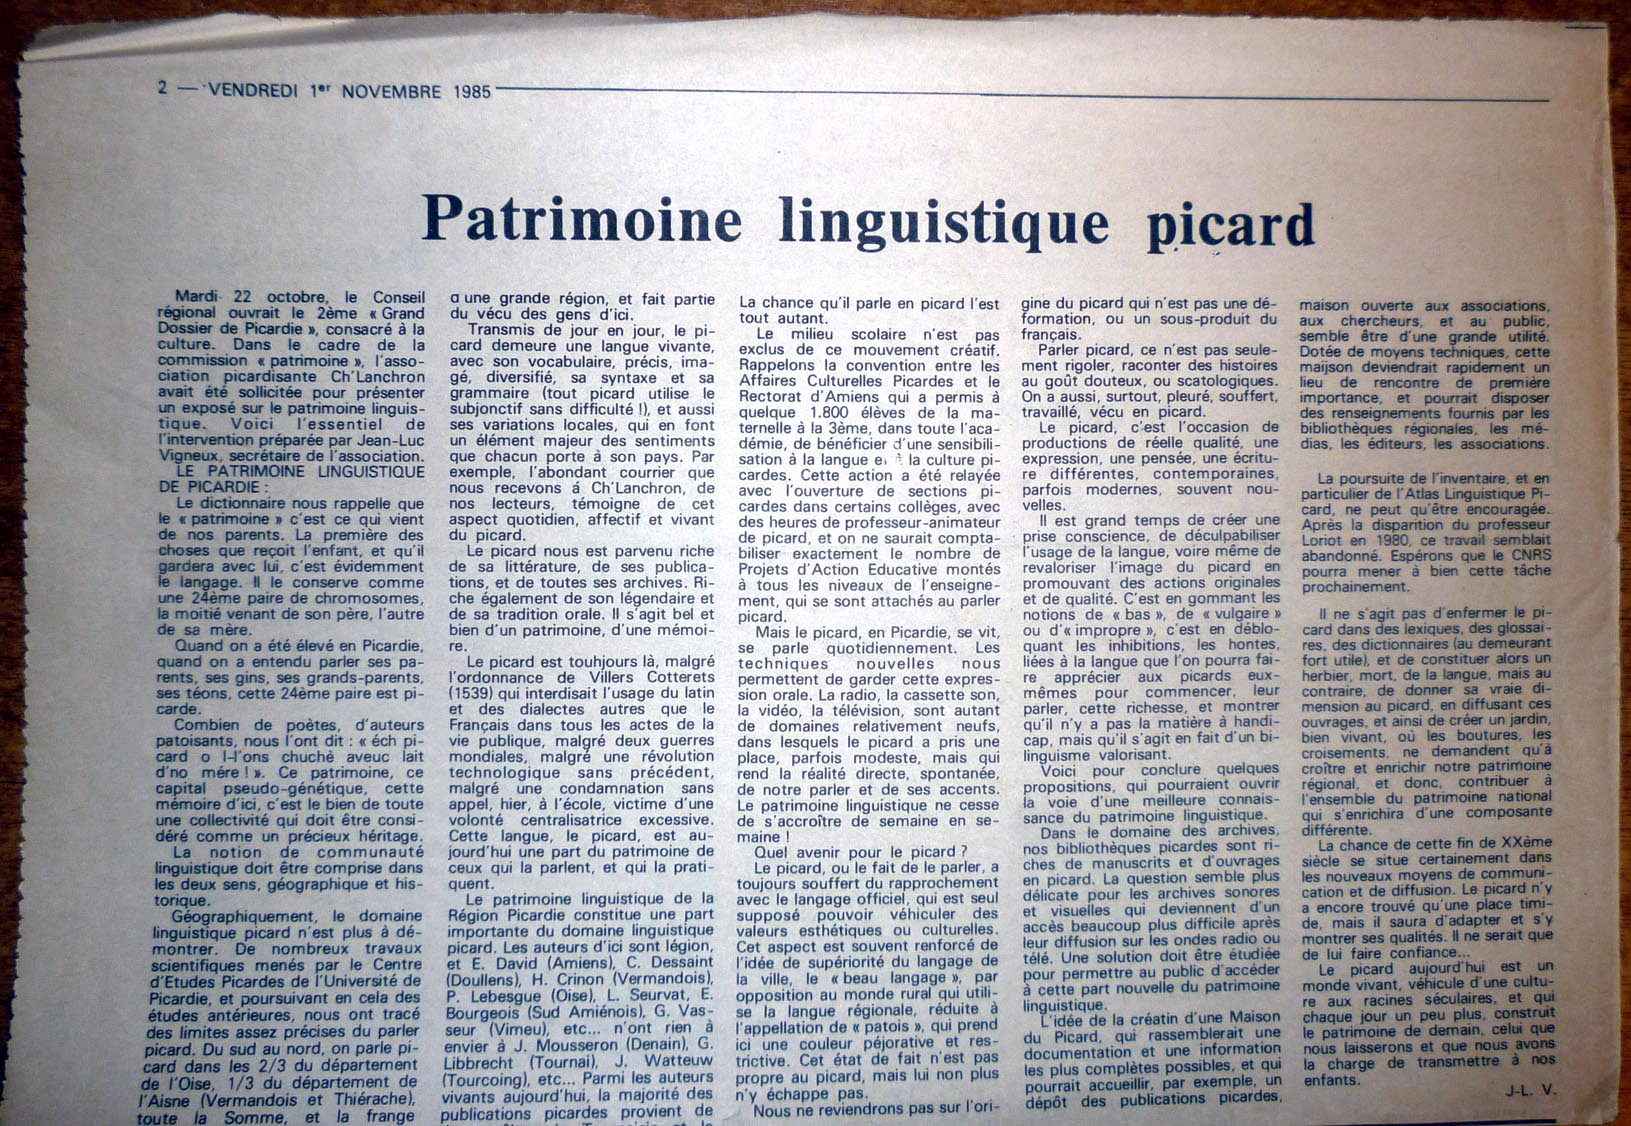 2 — VENDREDI 1er NOVEMBRE 1985
Patrimoine linguistique picard
Mardi 22 octobre, le Conseil
régional ouvrait le 2ème « Grand
Dossier de Picardie », consacré à la
culture. Dans le cadre de la
commission « patrimoine », l'asso-
ciation picardisante Ch'Lanchron
avait été sollicitée pour présenter
un exposé sur le patrimoine linguis-
tique. Voici l'essentiel de
l'intervention préparée par Jean-Luc
Vigneux, secrétaire de l'association.
LE PATRIMOINE LINGUISTIQUE
DE PICARDIE :
Le dictionnaire nous rappelle que
le « patrimoine » c'est ce qui vient
de nos parents. La première des
choses que reçoit l'enfant, et qu'il
gardera avec lui, c'est évidemment
le langage. Il le conserve comme
une 24ème paire de chromosomes,
la moitié venant de son père, l'autre
de sa mère.
Quand on a été élevé en Picardie,
quand on a entendu parler ses pa-
rents, ses gins, ses grands-parents,
ses téons, cette 24ème paire est pi-
carde.
Combien de poètes, d'auteurs
patoisants, nous l'ont dit : « éch pi-
card o l-l'ons chuché aveuc lait
d'no mére ! ». Ce patrimoine, ce
capital pseudo-génétique, cette
mémoire d'ici, c'est le bien de toute
une collectivité qui doit être consi-
déré comme un précieux héritage.
La notion de communauté
linguistique doit être comprise dans
les deux sens, géographique et his-
torique.
Géographiquement, le domaine
linguistique picard n'est plus à dé-
montrer. De nombreux travaux
scientifiques menés par le Centre
d'Etudes Picardes de l'Université de
Picardie, et poursuivant en cela des
études antérieures, nous ont tracé
des limites assez précises du parler
picard. Du sud au nord, on parle pi-
card dans les 2/3 du département
de l'Oise, 1/3 du département de
l'Aisne (Vermandois et Thiérache),
toute la Somme, et la frange
a une grande région, et fait partie
du vécu des gens d'ici.
Transmis de jour en jour, le pi-
card demeure une langue vivante,
avec son vocabulaire, précis, ima-
gé, diversifié, sa syntaxe et sa
grammaire (tout picard utilise le
subjonctif sans difficulté !), et aussi
ses variations locales, qui en font
un élément majeur des sentiments
que chacun porte à son pays. Par
exemple, l'abondant courrier que
nous recevons á Ch'Lanchron, de
nos lecteurs, témoigne de cet
aspect quotidien, affectif et vivant
du picard.
Le picard nous est parvenu riche
de sa littérature, de ses publica-
tions, et de toutes ses archives. Ri-
che également de son légendaire et
de sa tradition orale. Il s'agit bel et
bien d'un patrimoine, d'une mémoi-
re.
Le picard est touhjours là, malgré
l'ordonnance de Villers Cotterets
(1539) qui interdisait l'usage du latin
et des dialectes autres que le
Français dans tous les actes de la
vie publique, malgré deux guerres
mondiales, malgré une révolution
technologique sans précédent,
malgré une condamnation sans
appel, hier, à l'école, victime d'une
volonté centralisatrice excessive.
Cette langue, le picard, est au-
jourd'hui une part du patrimoine de
ceux qui la parlent, et qui la prati-
quent.
Le patrimoine linguistique de la
Région Picardie constitue une part
importante du domaine linguistique
picard. Les auteurs d'ici sont légion,
et E. David (Amiens), C. Dessaint
(Doullens), H. Crinon (Vermandois),
P. Lebesgue (Oise), L. Seurvat, E.
Bourgeois (Sud Amiénois), G. Vas-
seur (Vimeu), etc... n'ont rien à
envier à J. Mousseron (Denain), G.
Libbrecht (Tournai), J. Watteuw
(Tourcoing), etc... Parmi les auteurs
vivants aujourd'hui, la majorité des
publications picardes provient de
La chance qu'il parle en picard l'est
tout autant.
Le milieu scolaire n'est pas
exclus de ce mouvement créatif.
Rappelons la convention entre les
Affaires Culturelles Picardes et le
Rectorat d'Amiens qui a permis à
quelque 1.800 élèves de la ma-
ternelle à la 3ème, dans toute l'aca-
démie, de bénéficier d'une sensibili-
sation à la langue et à la culture pi-
cardes. Cette action a été relayée
avec l'ouverture de sections pi-
cardes dans certains collèges, avec
des heures de professeur-animateur
de picard, et on ne saurait compta-
biliser exactement le nombre de
Projets d'Action Educative montés
à tous les niveaux de l'enseigne-
ment, qui se sont attachés au parler
picard.
Mais le picard, en Picardie, se vit,
se parle quotidiennement. Les
techniques nouvelles nous
permettent de garder cette expres-
sion orale. La radio, la cassette son,
la vidéo, la télévision, sont autant
de domaines relativement neufs,
dans lesquels le picard a pris une
place, parfois modeste, mais qui
rend la réalité directe, spontanée,
de notre parler et de ses accents.
Le patrimoine linguistique ne cesse
de s'accroître de semaine en se-
maine !
Quel avenir pour le picard ?
Le picard, ou le fait de le parler, a
toujours souffert du rapprochement
avec le langage officiel, qui est seul
supposé pouvoir véhiculer des
valeurs esthétiques ou culturelles.
Cet aspect est souvent renforcé de
l'idée de supériorité du langage de
la ville, le « beau langage », par
opposition au monde rural qui utili-
se la langue régionale, réduite à
l'appellation de « patois », qui prend
ici une couleur péjorative et res-
trictive. Cet état de fait n'est pas
propre au picard, mais lui non plus
n'y échappe pas.
Nous ne reviendrons pas sur l'ori-
gine du picard qui n'est pas une dé-
formation, ou un sous-produit du
français.
Parler picard, ce n'est pas seule-
ment rigoler, raconter des histoires
au goût douteux, ou scatologiques.
On a aussi, surtout, pleuré, souffert,
travaillé, vécu en picard.
Le picard, c'est l'occasion de
productions de réelle qualité, une
expression, une pensée, une écritu-
re différentes, contemporaines,
parfois modernes, souvent nou-
velles.
Il est grand temps de créer une
prise conscience, de déculpabiliser
l'usage de la langue, voire même de
revaloriser l'image du picard en
promouvant des actions originales
et de qualité. C'est en gommant les
notions de « bas », de « vulgaire »
ou d'« impropre », c'est en déblo-
quant les inhibitions, les hontes,
liées à la langue que l'on pourra fai-
re apprécier aux picards eux-
mêmes pour commencer, leur
parler, cette richesse, et montrer
qu'il n'y a pas la matière à handi-
cap, mais qu'il s'agit en fait d'un bi-
linguisme valorisant.
Voici pour conclure quelques
propositions, qui pourraient ouvrir
la voie d'une meilleure connais-
sance du patrimoine linguistique.
Dans le domaine des archives,
nos bibliothèques picardes sont ri-
ches de manuscrits et d'ouvrages
en picard. La question semble plus
délicate pour les archives sonores
et visuelles qui deviennent d'un
accès beaucoup plus difficile après
leur diffusion sur les ondes radio ou
télé. Une solution doit être étudiée
pour permettre au public d'accéder
à cette part nouvelle du patrimoine
linguistique.
L'idée de la créatin d'une Maison
du Picard, qui rassemblerait une
documentation et une information
les plus complètes possibles, et qui
pourrait accueillir, par exemple, un
dépôt des publications picardes,
maison ouverte aux associations,
aux chercheurs, et au public,
semble être d'une grande utilité.
Dotée de moyens techniques, cette
maijson deviendrait rapidement un
lieu de rencontre de première
importance, et pourrait disposer
des renseignements fournis par les
bibliothèques régionales, les mé-
dias, les éditeurs, les associations.
La poursuite de l'inventaire, et en
particulier de l'Atlas Linguistique Pi-
card, ne peut qu'être encouragée.
Après la disparition du professeur
Loriot en 1980, ce travail semblait
abandonné. Espérons que le CNRS
pourra mener à bien cette tâche
prochainement.
Il ne s'agit pas d'enfermer le pi-
card dans des lexiques, des glossai-
res, des dictionnaires (au demeurant
fort utile), et de constituer alors un
herbier, mort, de la langue, mais au
contraire, de donner sa vraie di-
mension au picard, en diffusant ces
ouvrages, et ainsi de créer un jardin,
bien vivant, où les boutures, les
croisements, ne demandent qu'à
croître et enrichir notre patrimoine
régional, et donc, contribuer à
l'ensemble du patrimoine national
qui s'enrichira d'une composante
différente.
La chance de cette fin de XXème
siècle se situe certainement dans
les nouveaux moyens de communi-
cation et de diffusion. Le picard n'y
a encore trouvé qu'une place timi-
de, mais il saura d'adapter et s'y
montrer ses qualités. Il ne serait que
de lui faire confiance...
Le picard aujourd'hui est un
monde vivant, véhicule d'une cultu-
re aux racines séculaires, et qui
chaque jour un peu plus, construit
le patrimoine de demain, celui que
nous laisserons et que nous avons
la charge de transmettre à nos
enfants.
J-L. V.